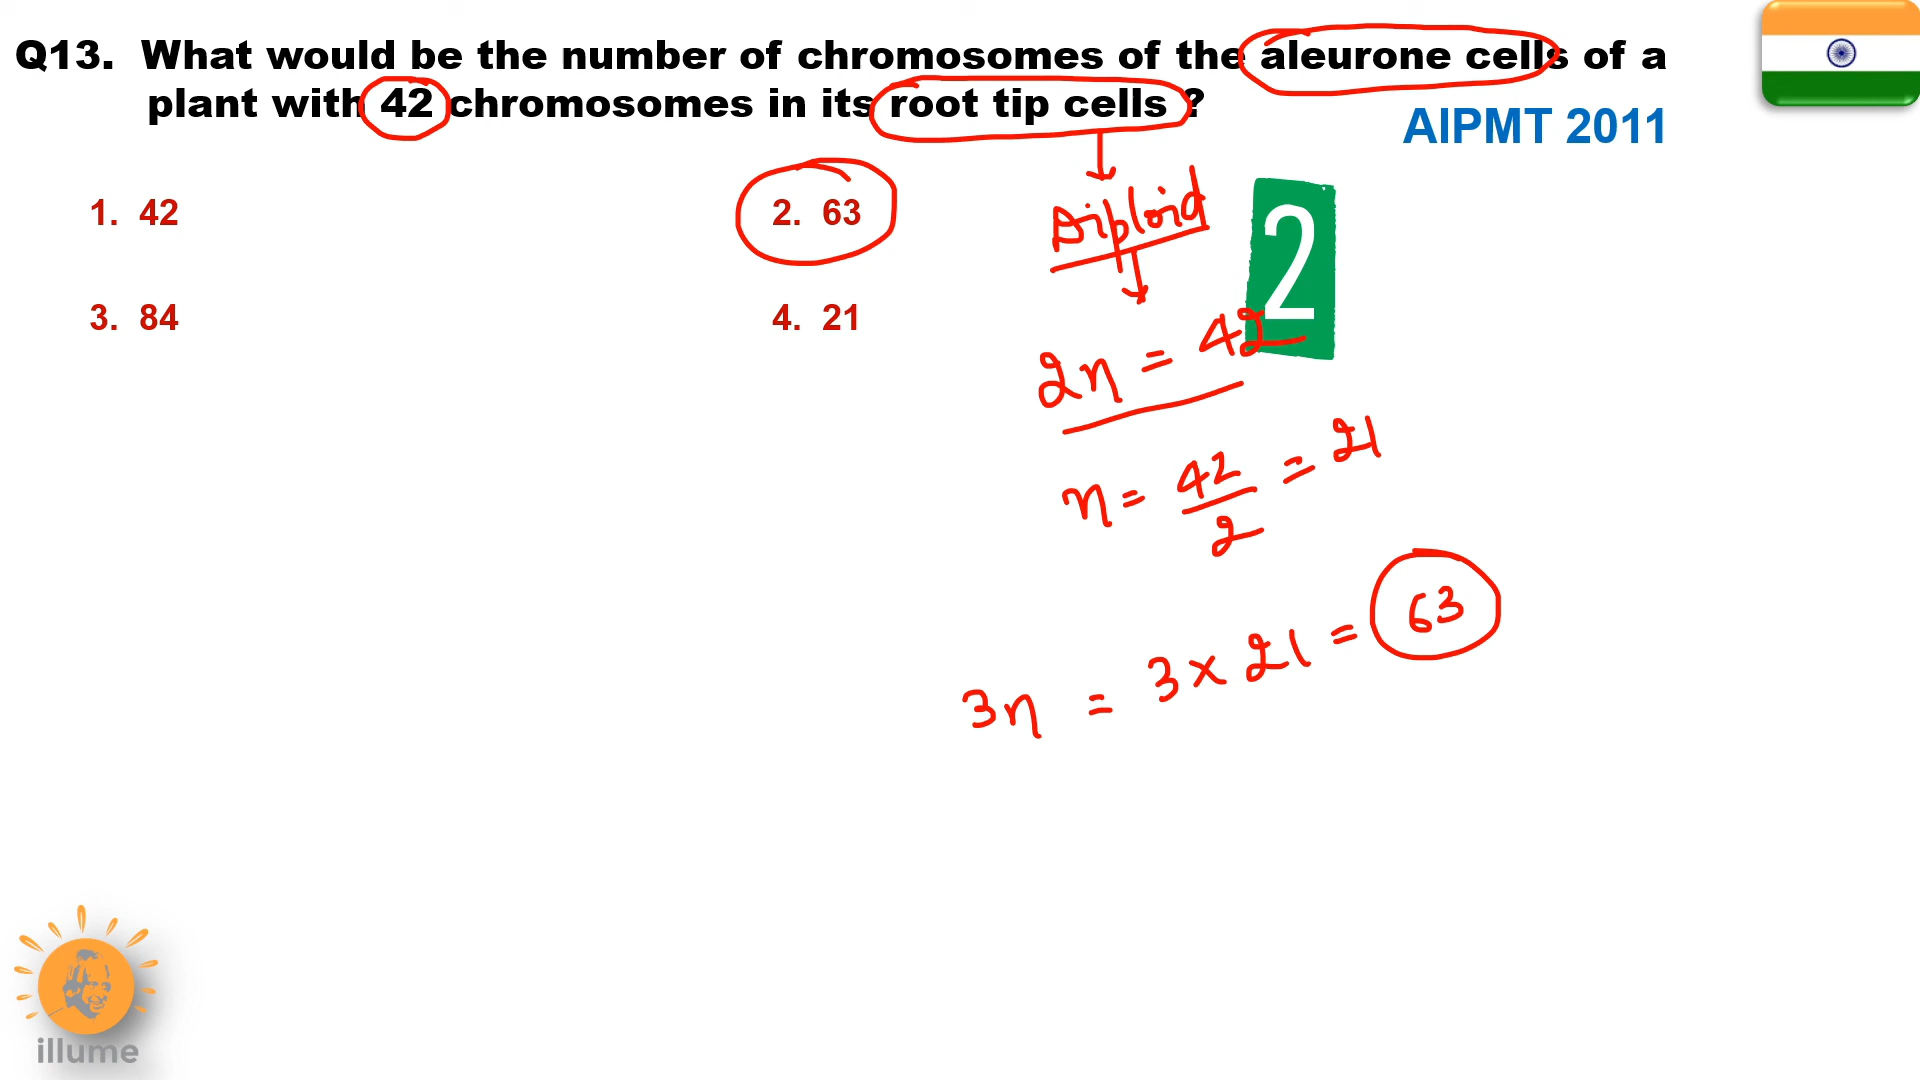 Q13. What would be the number of chromosomes of the aleurone cells of a
plant with 42 chromosomes in its root tip cells ?
AIPMT 2011
1. 42
2. 63
3. 84
4. 21
2
Diploid
2n = 42
n = 42/2 = 21
3n = 3 × 21 = 63
illume